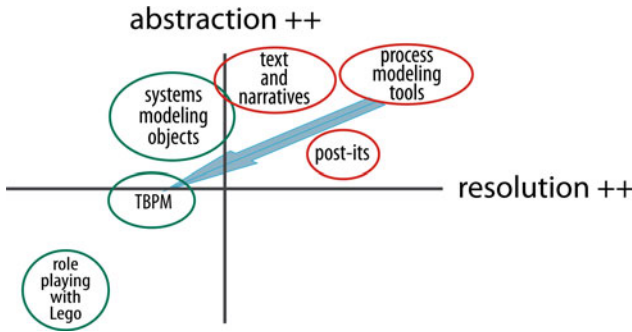 abstraction ++
text
and
narratives
process
modeling
tools
systems
modeling
objects
post-its
resolution ++
TBPM
role
playing
with
Lego